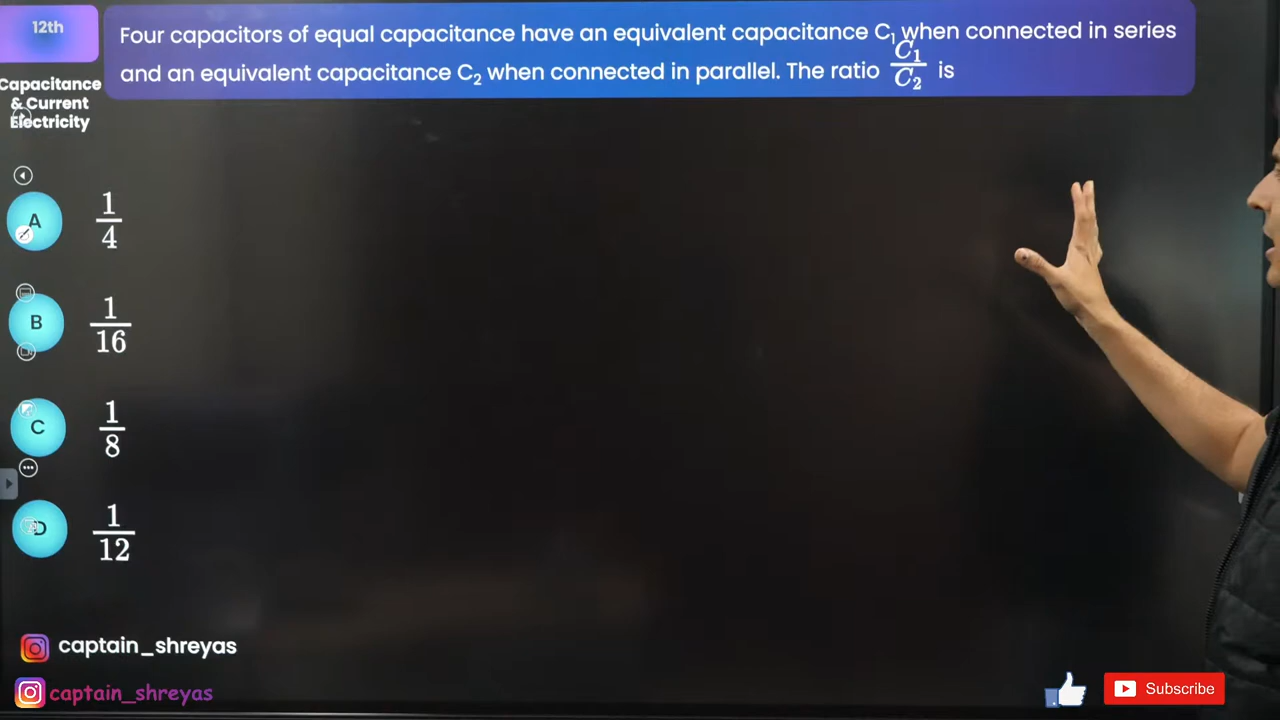 12th
Four capacitors of equal capacitance have an equivalent capacitance C₁ when connected in series
and an equivalent capacitance C₂ when connected in parallel. The ratio C₁/C₂ is
Capacitance
& Current
Electricity
A 1/4
B 1/16
C 1/8
D 1/12
captain_shreyas
captain_shreyas
Subscribe